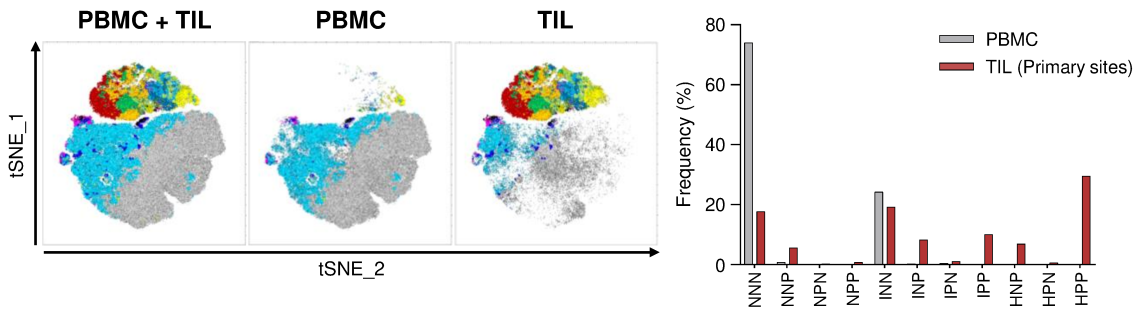 PBMC + TIL
PBMC
TIL
tSNE_1
tSNE_2
Frequency (%)
80
60
40
20
0
PBMC
TIL (Primary sites)
NNN
NNP
NPN
NPP
INN
INP
IPN
IPP
HNP
HPN
HPP